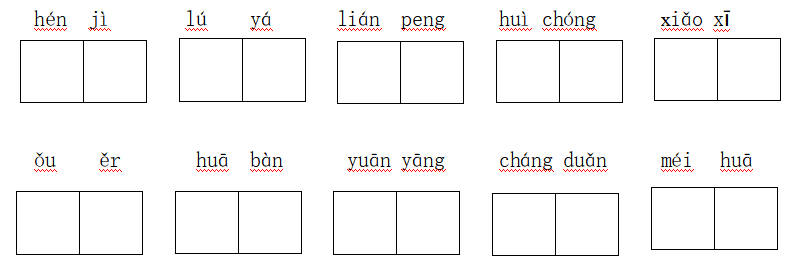 hén jì lú yá lián peng huì chóng xiǎo xī
ǒu ěr huā bàn yuān yāng cháng duǎn méi huā